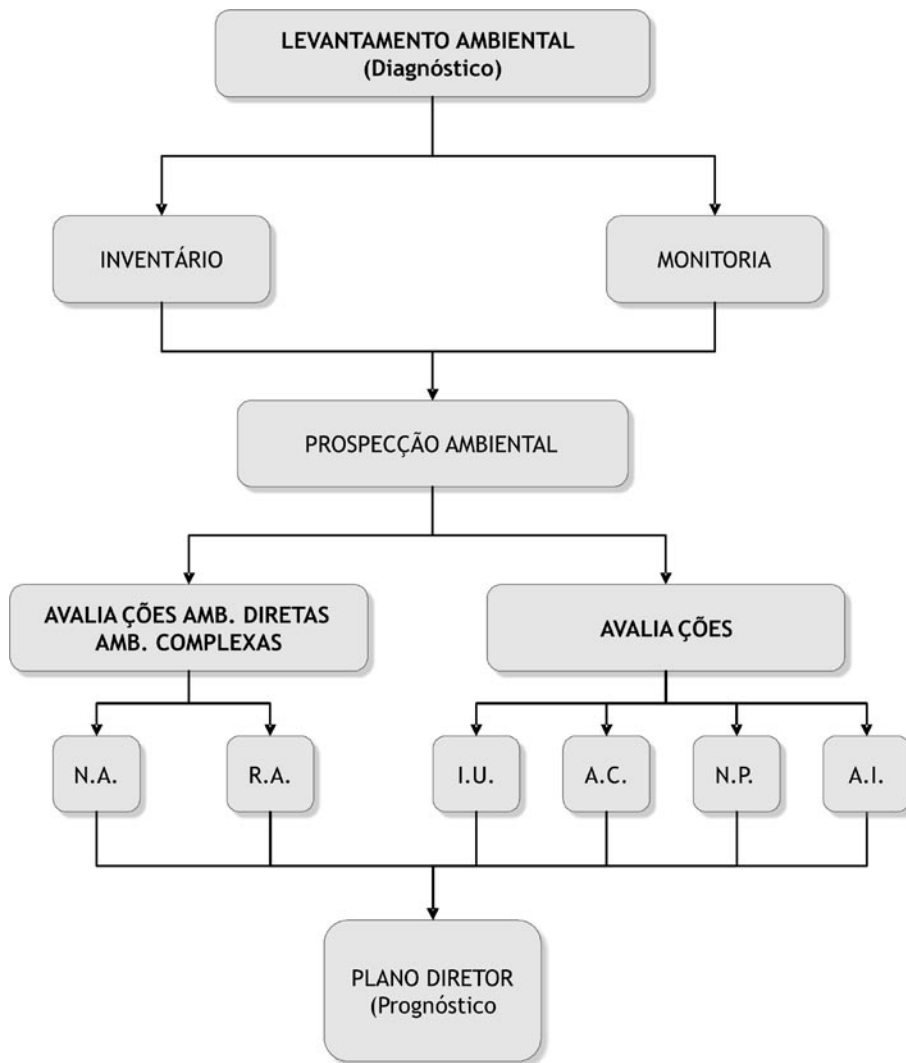 LEVANTAMENTO AMBIENTAL
(Diagnóstico)
INVENTÁRIO
MONITORIA
PROSPECÇÃO AMBIENTAL
AVALIA ÇÕES AMB. DIRETAS
AMB. COMPLEXAS
AVALIA ÇÕES
N.A.
R.A.
I.U.
A.C.
N.P.
A.I.
PLANO DIRETOR
(Prognóstico